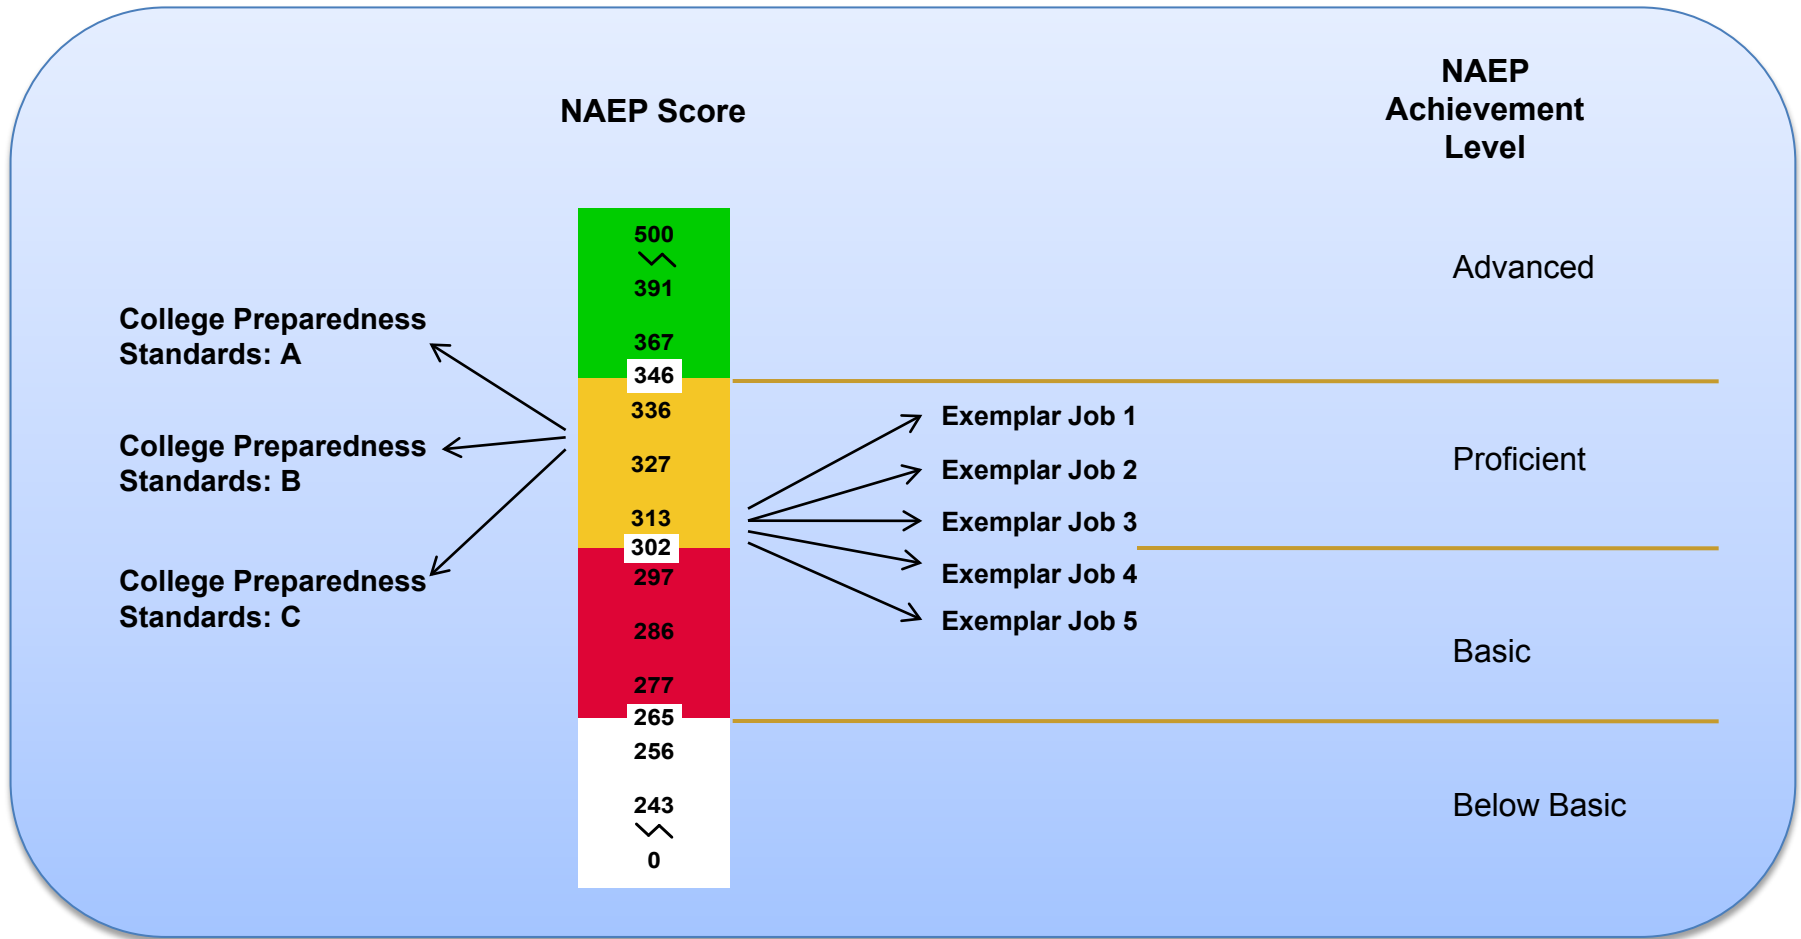 NAEP Score
NAEP
Achievement
Level
500
391
367
346
336
327
313
302
297
286
277
265
256
243
0
College Preparedness
Standards: A
College Preparedness
Standards: B
College Preparedness
Standards: C
Exemplar Job 1
Exemplar Job 2
Exemplar Job 3
Exemplar Job 4
Exemplar Job 5
Advanced
Proficient
Basic
Below Basic